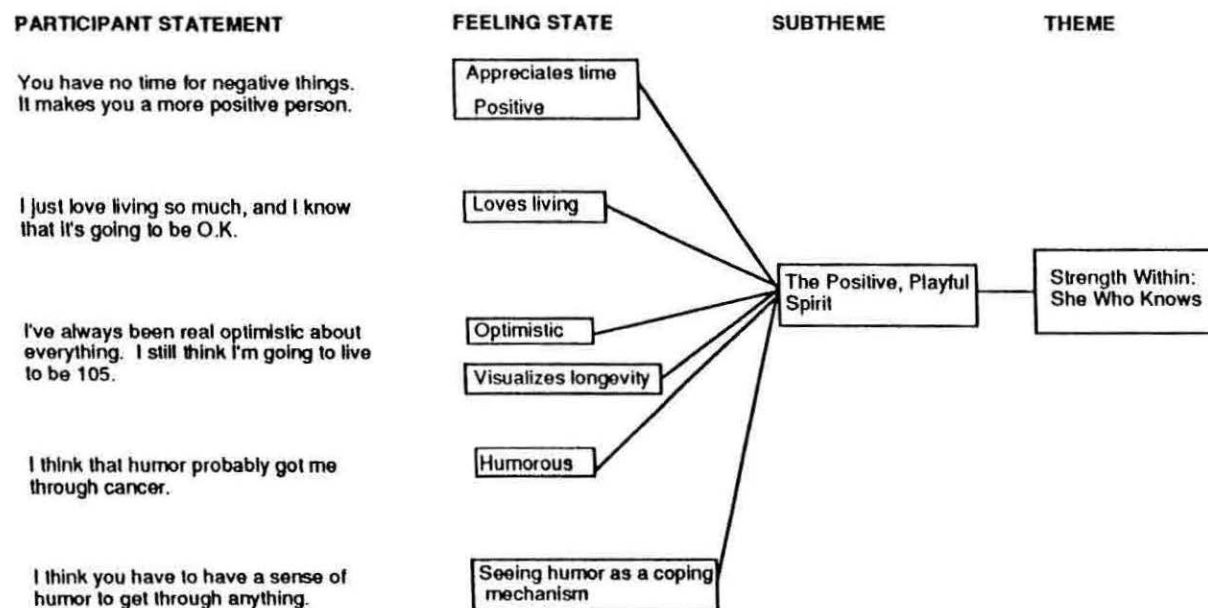 PARTICIPANT STATEMENT
FEELING STATE
SUBTHEME
THEME
You have no time for negative things.
It makes you a more positive person.
Appreciates time
Positive
I just love living so much, and I know
that it's going to be O.K.
Loves living
The Positive, Playful
Spirit
Strength Within:
She Who Knows
I've always been real optimistic about
everything. I still think I'm going to live
to be 105.
Optimistic
Visualizes longevity
I think that humor probably got me
through cancer.
Humorous
I think you have to have a sense of
humor to get through anything.
Seeing humor as a coping
mechanism